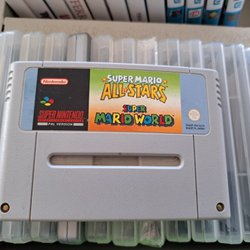 Nintendo
SUPER MARIO
ALL-STARS
SUPER
MARIO WORLD
SUPER NINTENDO
PAL VERSION